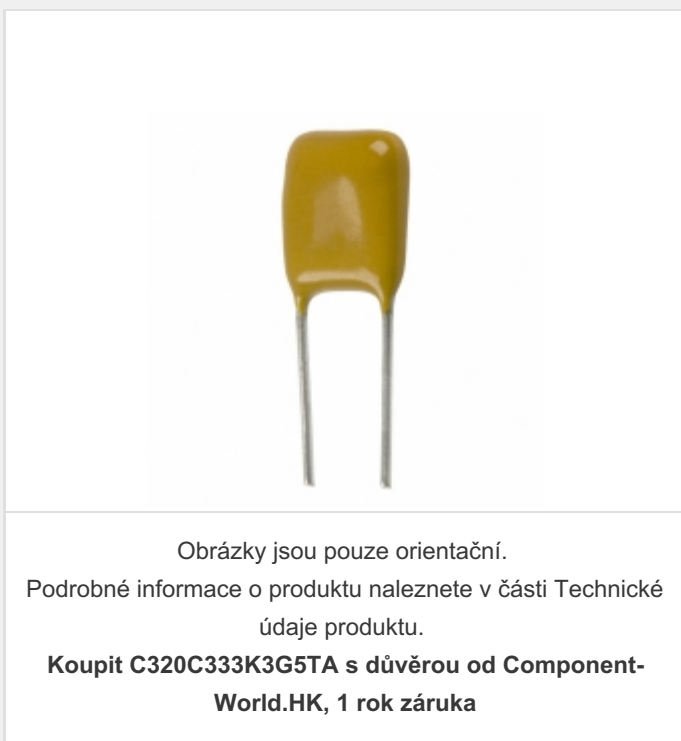 Obrázky jsou pouze orientační.
Podrobné informace o produktu naleznete v části Technické
údaje produktu.
Koupit C320C333K3G5TA s důvěrou od Component-
World.HK, 1 rok záruka